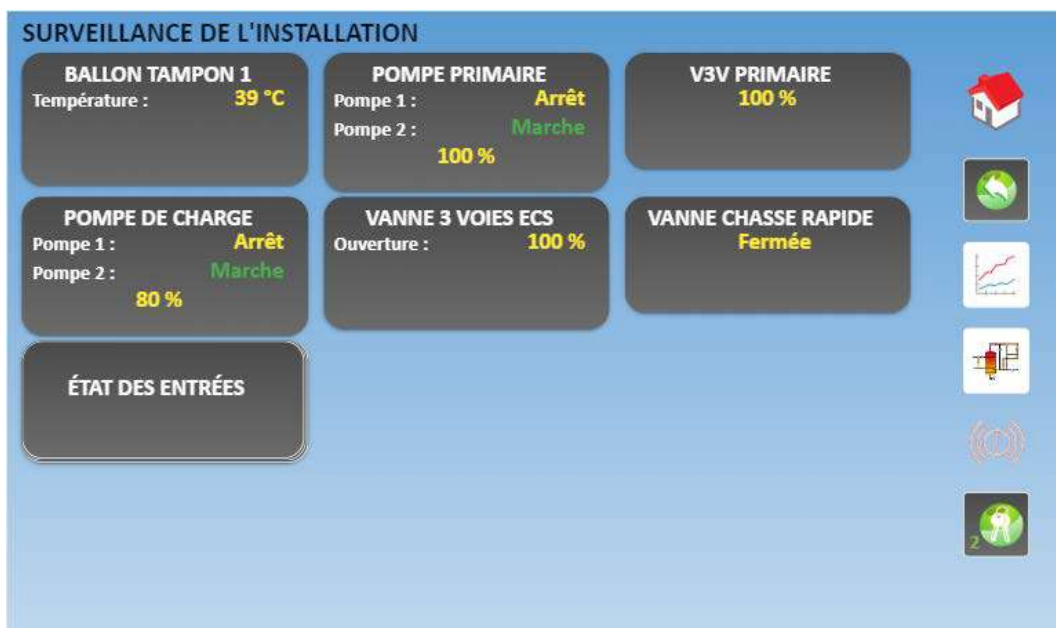 SURVEILLANCE DE L'INSTALLATION
BALLON TAMPON 1
Température : 39 °C
POMPE PRIMAIRE
Pompe 1 : Arrêt
Pompe 2 : Marche
100 %
V3V PRIMAIRE
100 %
POMPE DE CHARGE
Pompe 1 : Arrêt
Pompe 2 : Marche
80 %
VANNE 3 VOIES ECS
Ouverture : 100 %
VANNE CHASSE RAPIDE
Fermée
ÉTAT DES ENTRÉES
2